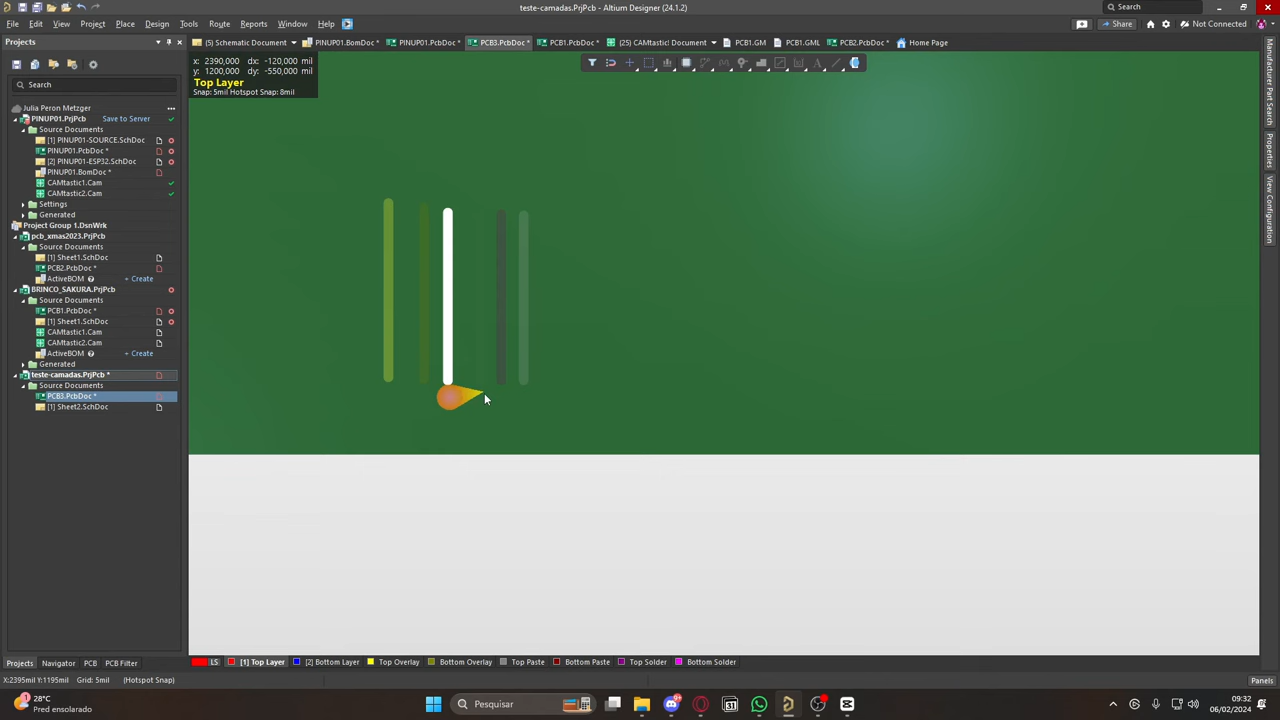 teste-camadas.PrjPcb - Altium Designer (24.1.2)
Search
File Edit View Project Place Design Tools Route Reports Window Help
Share
Not Connected
Projects
(5) Schematic Document
PINUP01.BomDoc *
PINUP01.PcbDoc *
PCB3.PcbDoc *
PCB1.PcbDoc *
(25) CAMtastic! Document
PCB1.GM
PCB1.GML
PCB2.PcbDoc *
Home Page
x: 2390,000 dx: -120,000 mil
y: 1200,000 dy: -550,000 mil
Top Layer
Snap: 5mil Hotspot Snap: 8mil
Search
Julia Peron Metzger
PINUP01.PrjPcb Save to Server
Source Documents
[1] PINUP01-SOURCE.SchDoc
PINUP01.PcbDoc *
[2] PINUP01-ESP32.SchDoc
PINUP01.BomDoc *
CAMtastic1.Cam
CAMtastic2.Cam
Settings
Generated
Project Group 1.DsnWrk
pcb_xmas2023.PrjPcb
Source Documents
[1] Sheet1.SchDoc
PCB2.PcbDoc *
ActiveBOM + Create
BRINCO_SAKURA.PrjPcb
Source Documents
PCB1.PcbDoc *
[1] Sheet1.SchDoc
CAMtastic1.Cam
CAMtastic2.Cam
ActiveBOM + Create
Generated
teste-camadas.PrjPcb *
Source Documents
PCB3.PcbDoc *
[1] Sheet2.SchDoc
Manufacturer Part Search
Properties
View Configuration
Projects Navigator PCB PCB Filter
LS [1] Top Layer [2] Bottom Layer Top Overlay Bottom Overlay Top Paste Bottom Paste Top Solder Bottom Solder
X:2395mil Y:1195mil Grid: 5mil (Hotspot Snap)
Panels
1
28°C
Pred ensolarado
Pesquisar
9+
31
09:32
06/02/2024